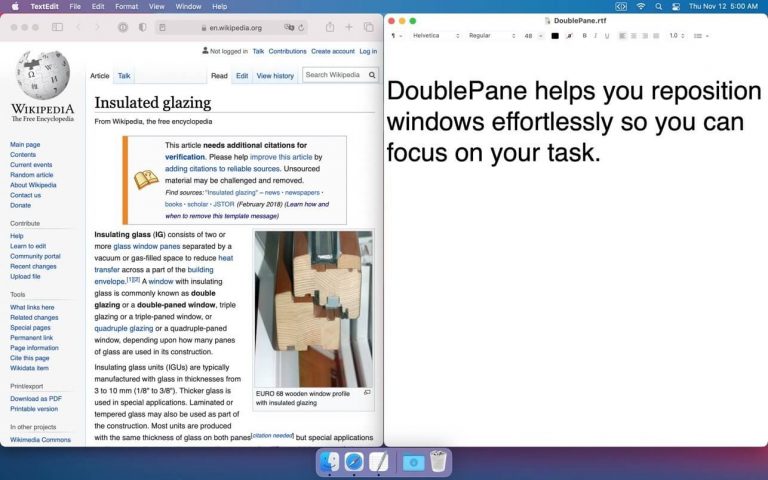 TextEdit File Edit Format View Window Help
Thu Nov 12 5:00 AM
en.wikipedia.org
Not logged in Talk Contributions Create account Log in
Article Talk Read Edit View history Search Wikipedia
WIKIPEDIA
The Free Encyclopedia
Main page
Contents
Current events
Random article
About Wikipedia
Contact us
Donate
Contribute
Help
Learn to edit
Community portal
Recent changes
Upload file
Tools
What links here
Related changes
Special pages
Permanent link
Page information
Cite this page
Wikidata item
Print/export
Download as PDF
Printable version
In other projects
Wikimedia Commons
Insulated glazing
From Wikipedia, the free encyclopedia
This article needs additional citations for
verification. Please help improve this article by
adding citations to reliable sources. Unsourced
material may be challenged and removed.
Find sources: "Insulated glazing" – news · newspapers ·
books · scholar · JSTOR (February 2018) (Learn how and
when to remove this template message)
Insulating glass (IG) consists of two or
more glass window panes separated by a
vacuum or gas-filled space to reduce heat
transfer across a part of the building
envelope.[1][2] A window with insulating
glass is commonly known as double
glazing or a double-paned window, triple
glazing or a triple-paned window, or
quadruple glazing or a quadruple-paned
window, depending upon how many panes
of glass are used in its construction.
EURO 68 wooden window profile
with insulated glazing
Insulating glass units (IGUs) are typically
manufactured with glass in thicknesses from
3 to 10 mm (1/8" to 3/8"). Thicker glass is
used in special applications. Laminated or
tempered glass may also be used as part of
the construction. Most units are produced
with the same thickness of glass on both panes[citation needed] but special applications
DoublePane.rtf
Helvetica Regular 48 B I U 1.0
DoublePane helps you reposition
windows effortlessly so you can
focus on your task.